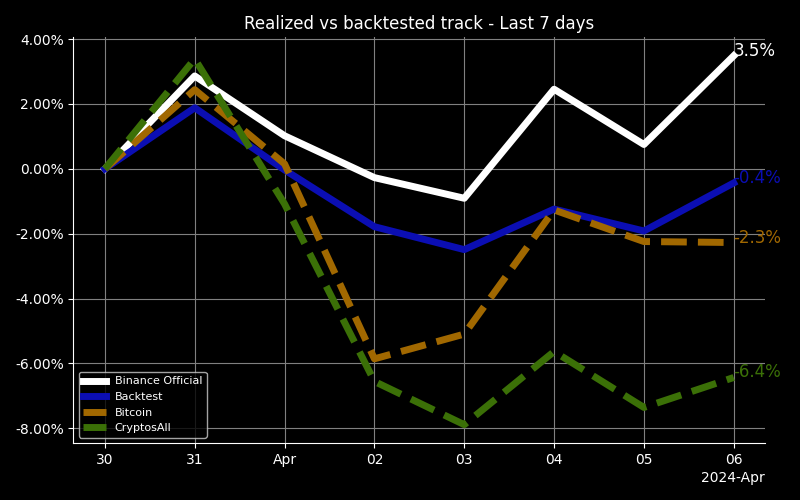 Realized vs backtested track - Last 7 days
4.00%
2.00%
0.00%
-2.00%
-4.00%
-6.00%
-8.00%
3.5%
-0.4%
-2.3%
-6.4%
Binance Official
Backtest
Bitcoin
CryptosAll
30 31 Apr 02 03 04 05 06
2024-Apr